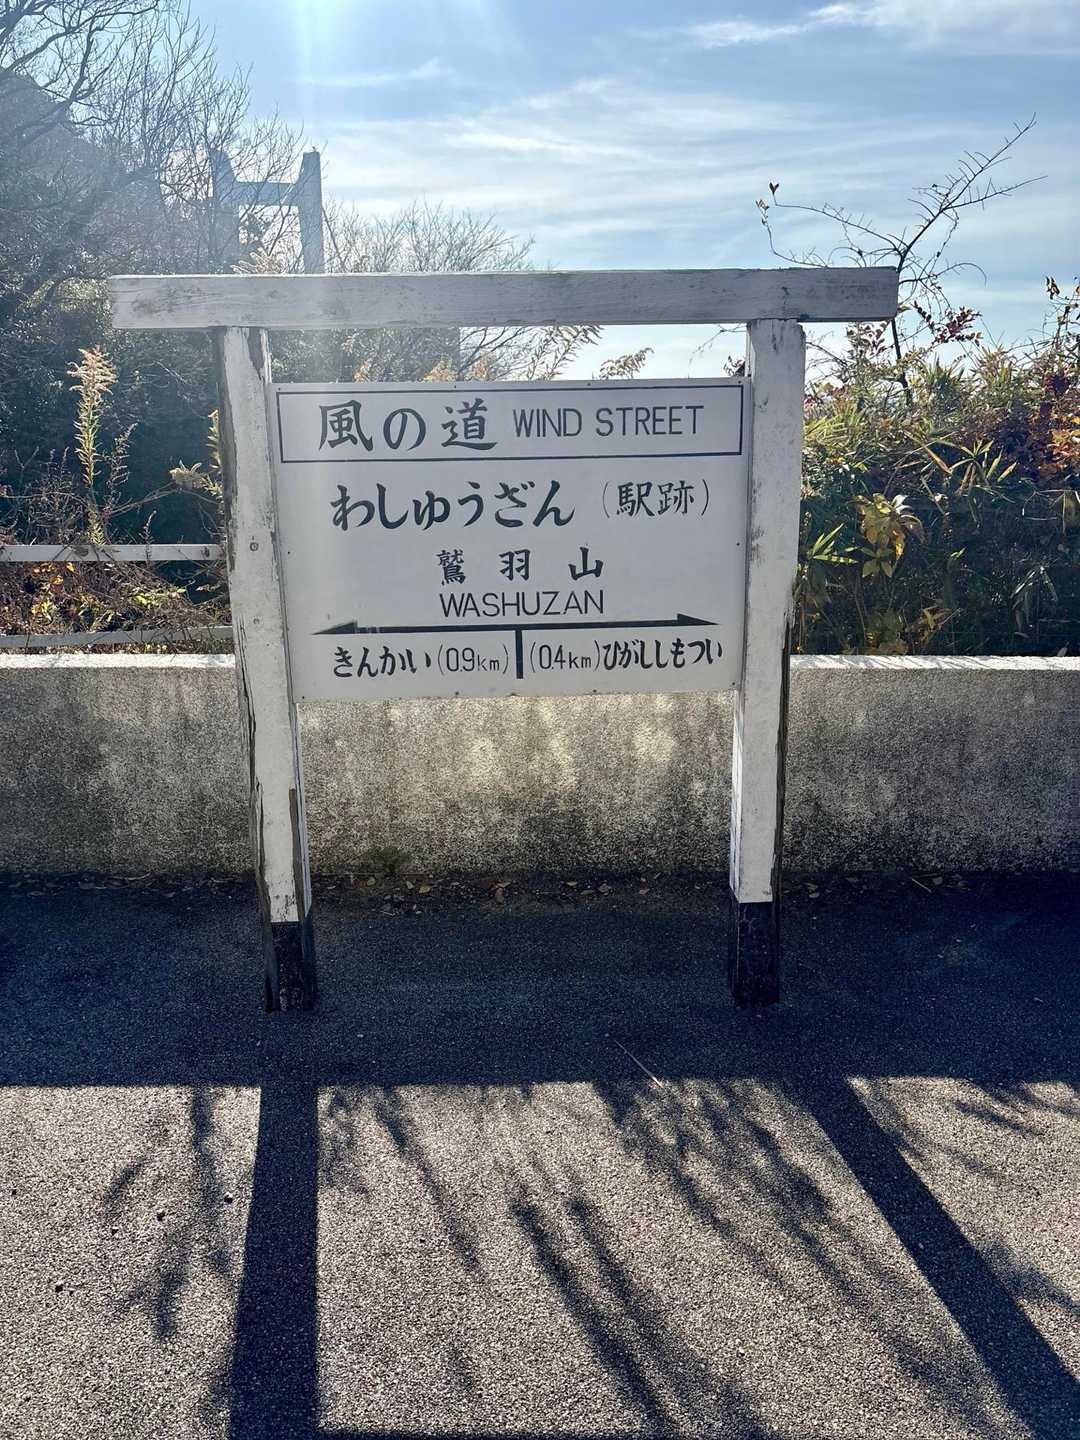 風の道 WIND STREET
わしゅうざん（駅跡）
鷲羽山
WASHUZAN
きんかい(0.9km) (0.4km)ひがししもつい